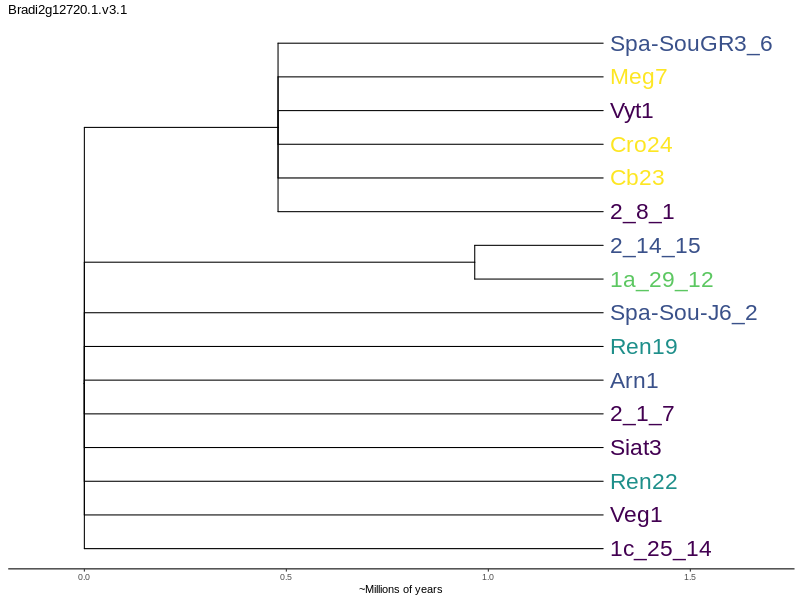 Bradi2g12720.1.v3.1
Spa-SouGR3_6
Meg7
Vyt1
Cro24
Cb23
2_8_1
2_14_15
1a_29_12
Spa-Sou-J6_2
Ren19
Arn1
2_1_7
Siat3
Ren22
Veg1
1c_25_14
0.0 0.5 1.0 1.5
~Millions of years